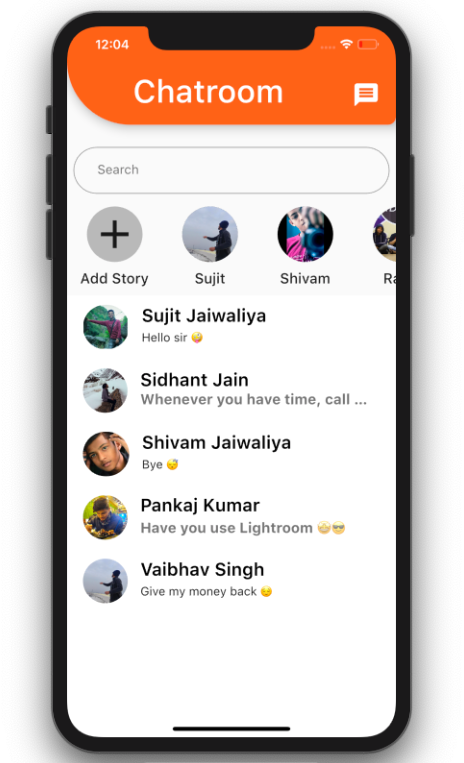 12:04
Chatroom
Search
Add Story
Sujit
Shivam
Ra
Sujit Jaiwaliya
Hello sir 🤪
Sidhant Jain
Whenever you have time, call ...
Shivam Jaiwaliya
Bye 😴
Pankaj Kumar
Have you use Lightroom 🤩😎
Vaibhav Singh
Give my money back 😑